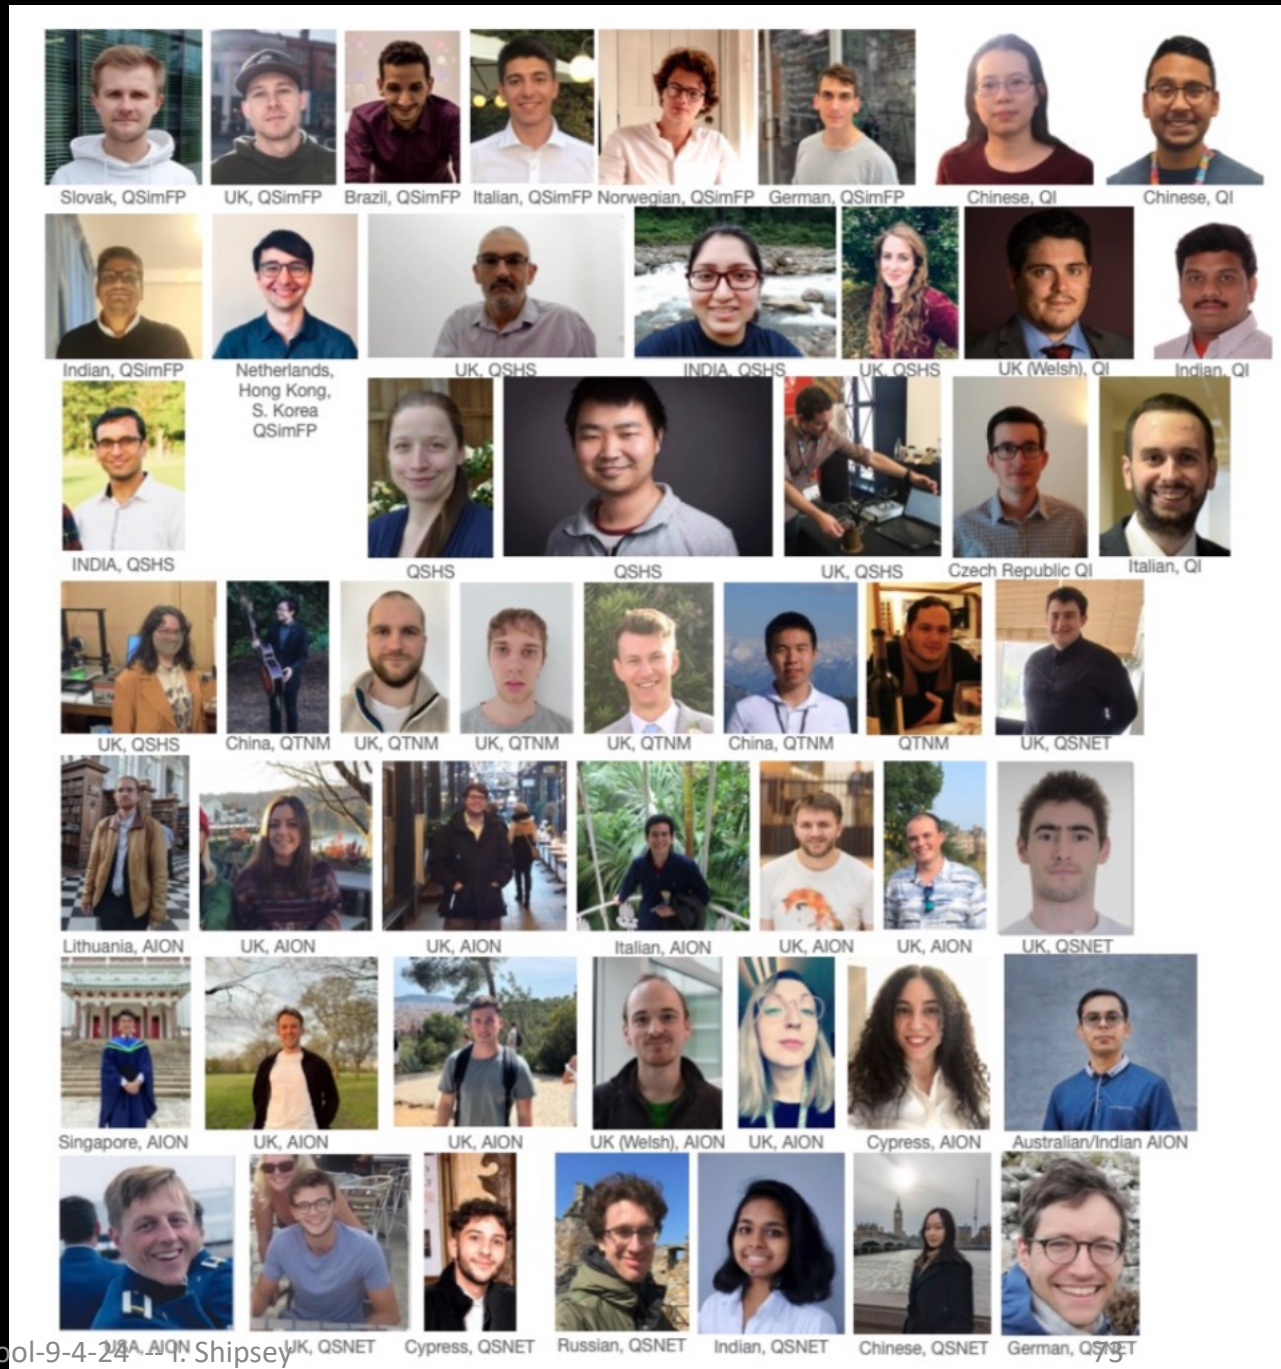 Slovak, QSimFP
UK, QSimFP
Brazil, QSimFP
Italian, QSimFP
Norwegian, QSimFP
German, QSimFP
Chinese, QI
Chinese, QI
Indian, QSimFP
Netherlands,
Hong Kong,
S. Korea
QSimFP
UK, QSHS
INDIA, QSHS
UK, QSHS
UK (Welsh), QI
Indian, QI
INDIA, QSHS
QSHS
QSHS
UK, QSHS
Czech Republic QI
Italian, QI
UK, QSHS
China, QTNM
UK, QTNM
UK, QTNM
UK, QTNM
China, QTNM
QTNM
UK, QSNET
Lithuania, AION
UK, AION
UK, AION
Italian, AION
UK, AION
UK, AION
UK, QSNET
Singapore, AION
UK, AION
UK, AION
UK (Welsh), AION
UK, AION
Cypress, AION
Australian/Indian AION
USA, AION
UK, QSNET
Cypress, QSNET
Russian, QSNET
Indian, QSNET
Chinese, QSNET
German, QSNET
ool-9-4-24 -- I. Shipsey
73